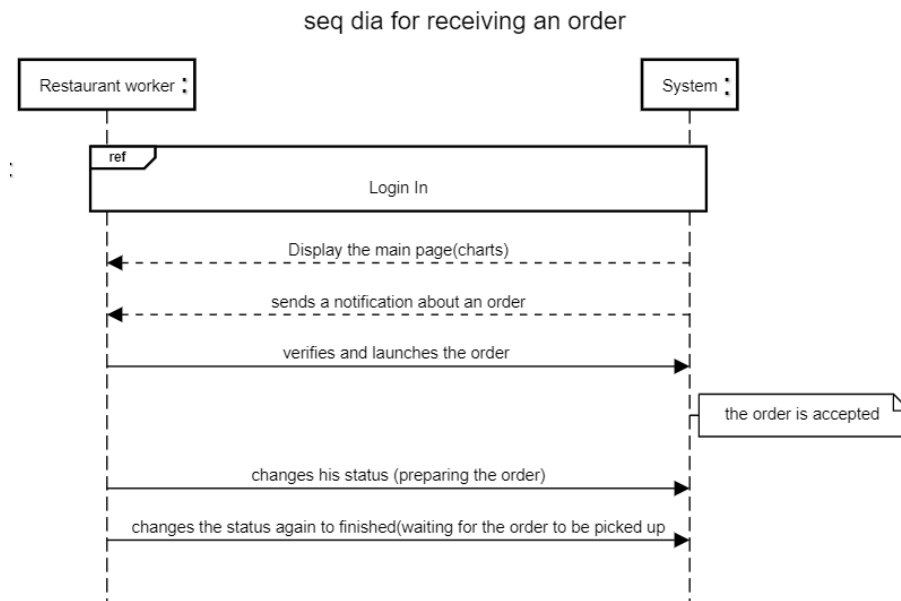 seq dia for receiving an order
Restaurant worker :
System :
ref
:
Login In
Display the main page(charts)
sends a notification about an order
verifies and launches the order
the order is accepted
changes his status (preparing the order)
changes the status again to finished(waiting for the order to be picked up